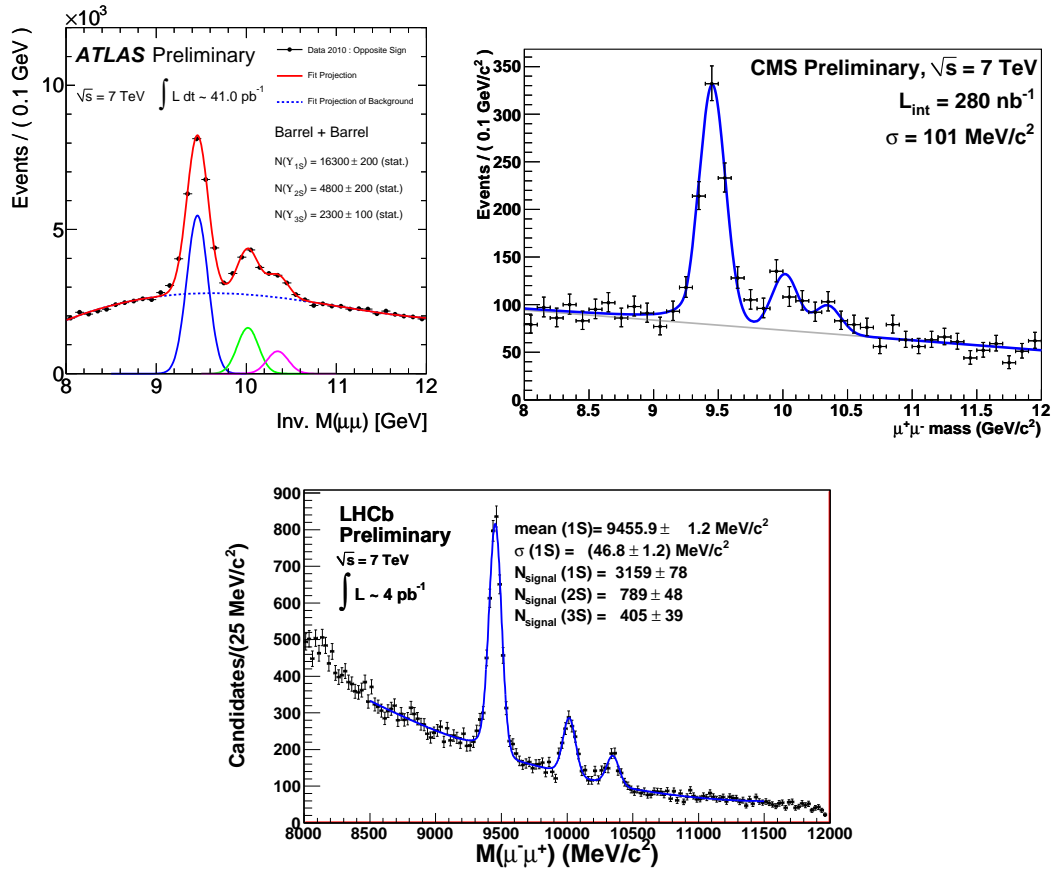 ×10³
ATLAS Preliminary
√s = 7 TeV ∫ L dt ~ 41.0 pb⁻¹
Data 2010 : Opposite Sign
Fit Projection
Fit Projection of Background
Barrel + Barrel
N(Υ1S) = 16300 ± 200 (stat.)
N(Υ2S) = 4800 ± 200 (stat.)
N(Υ3S) = 2300 ± 100 (stat.)
Events / ( 0.1 GeV )
10
5
0
8 9 10 11 12
Inv. M(μμ) [GeV]
CMS Preliminary, √s = 7 TeV
L_int = 280 nb⁻¹
σ = 101 MeV/c²
Events / ( 0.1 GeV/c² )
350
300
250
200
150
100
50
0
8 8.5 9 9.5 10 10.5 11 11.5 12
μ⁺μ⁻ mass (GeV/c²)
LHCb
Preliminary
√s = 7 TeV
∫ L ~ 4 pb⁻¹
mean (1S)= 9455.9 ± 1.2 MeV/c²
σ (1S) = (46.8 ± 1.2) MeV/c²
N_signal (1S) = 3159 ± 78
N_signal (2S) = 789 ± 48
N_signal (3S) = 405 ± 39
Candidates/(25 MeV/c²)
900
800
700
600
500
400
300
200
100
0
8000 8500 9000 9500 10000 10500 11000 11500 12000
M(μ⁻μ⁺) (MeV/c²)